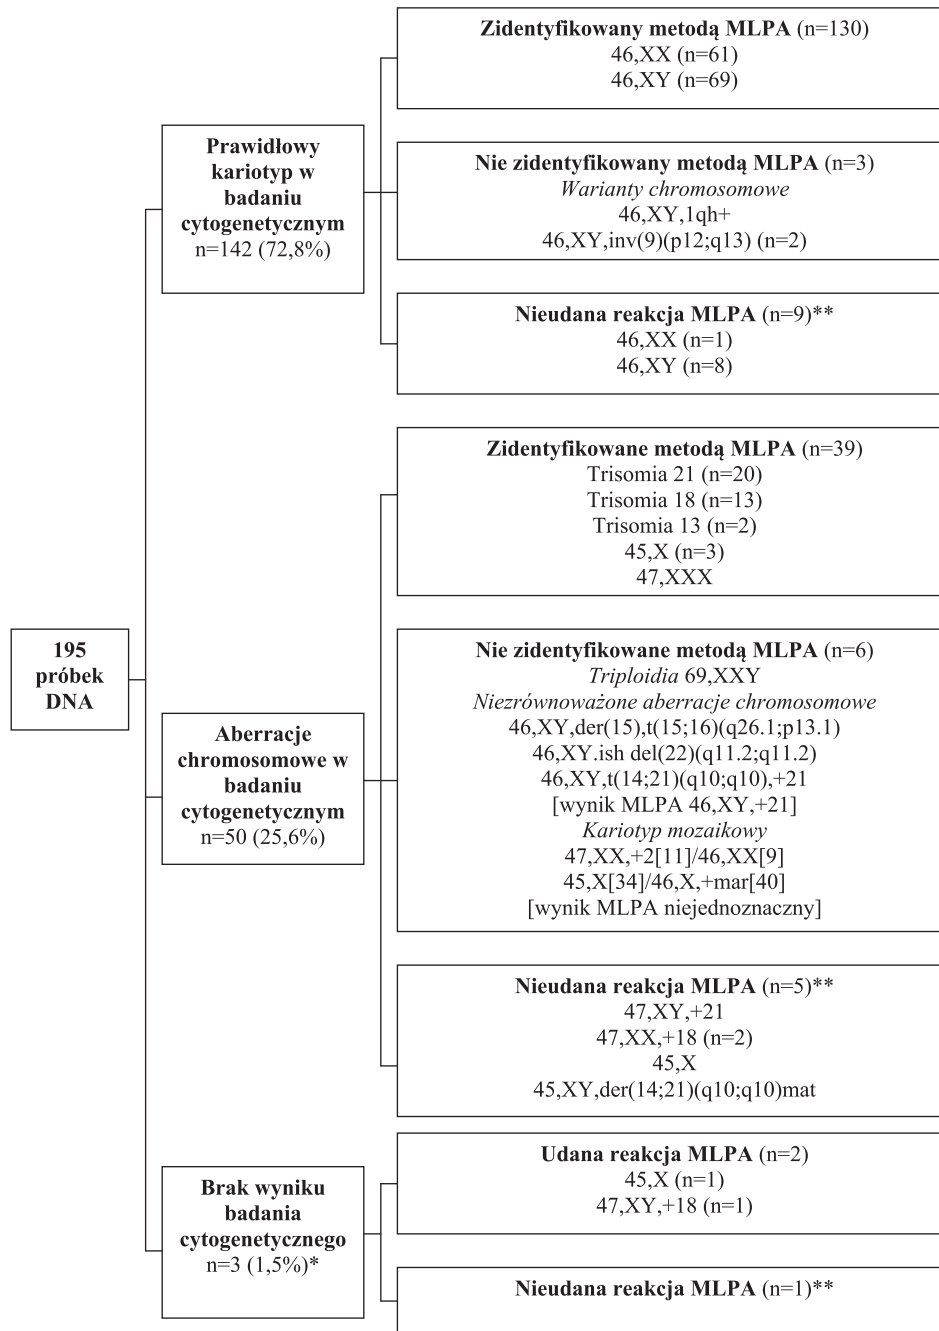 195
próbek
DNA
Prawidłowy
kariotyp w
badaniu
cytogenetycznym
n=142 (72,8%)
Zidentyfikowany metodą MLPA (n=130)
46,XX (n=61)
46,XY (n=69)
Nie zidentyfikowany metodą MLPA (n=3)
Warianty chromosomowe
46,XY,1qh+
46,XY,inv(9)(p12;q13) (n=2)
Nieudana reakcja MLPA (n=9)**
46,XX (n=1)
46,XY (n=8)
Aberracje
chromosomowe w
badaniu
cytogenetycznym
n=50 (25,6%)
Zidentyfikowane metodą MLPA (n=39)
Trisomia 21 (n=20)
Trisomia 18 (n=13)
Trisomia 13 (n=2)
45,X (n=3)
47,XXX
Nie zidentyfikowane metodą MLPA (n=6)
Triploidia 69,XXY
Niezrównoważone aberracje chromosomowe
46,XY,der(15),t(15;16)(q26.1;p13.1)
46,XY.ish del(22)(q11.2;q11.2)
46,XY,t(14;21)(q10;q10),+21
[wynik MLPA 46,XY,+21]
Kariotyp mozaikowy
47,XX,+2[11]/46,XX[9]
45,X[34]/46,X,+mar[40]
[wynik MLPA niejednoznaczny]
Nieudana reakcja MLPA (n=5)**
47,XY,+21
47,XX,+18 (n=2)
45,X
45,XY,der(14;21)(q10;q10)mat
Brak wyniku
badania
cytogenetycznego
n=3 (1,5%)*
Udana reakcja MLPA (n=2)
45,X (n=1)
47,XY,+18 (n=1)
Nieudana reakcja MLPA (n=1)**